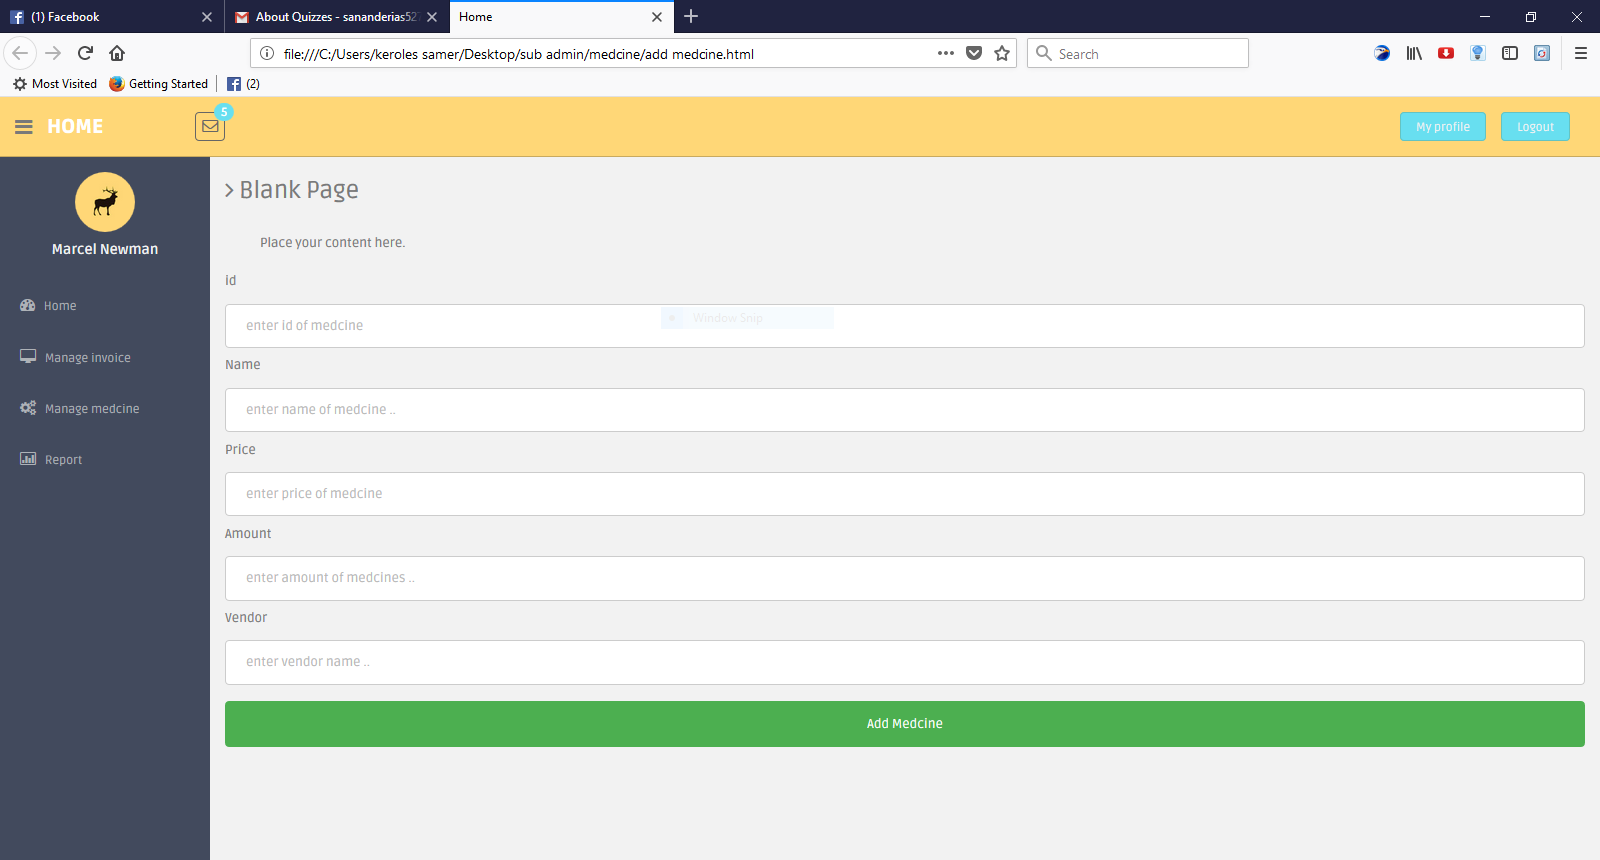 (1) Facebook
About Quizzes - sananderias52
Home
file:///C:/Users/keroles samer/Desktop/sub admin/medcine/add medcine.html
Search
Most Visited
Getting Started
(2)
HOME
5
My profile
Logout
Marcel Newman
Home
Manage invoice
Manage medcine
Report
Blank Page
Place your content here.
id
enter id of medcine
Window Snip
Name
enter name of medcine ..
Price
enter price of medcine
Amount
enter amount of medcines ..
Vendor
enter vendor name ..
Add Medcine